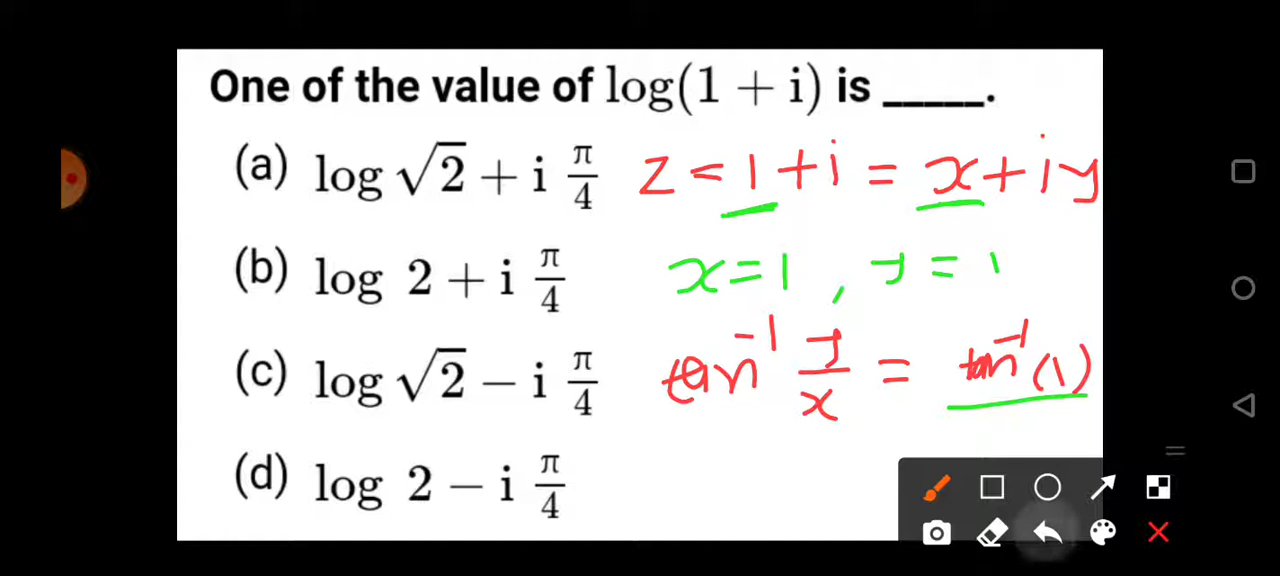 One of the value of log(1 + i) is _____.
(a) log √2 + i π/4
z = 1 + i = x + iy
(b) log 2 + i π/4
x = 1 , y = 1
(c) log √2 − i π/4
tan⁻¹ y/x = tan⁻¹ (1)
(d) log 2 − i π/4